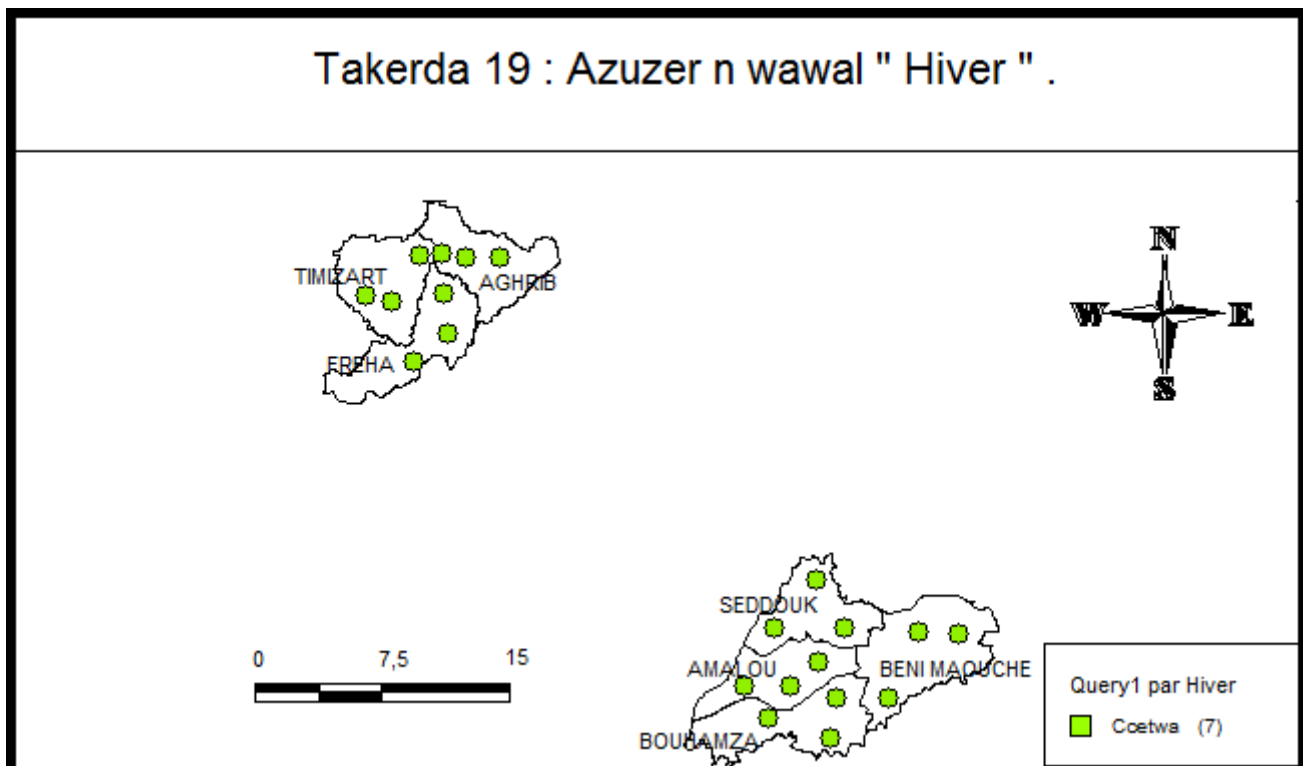 Takerda 19 : Azuzer n wawal " Hiver " .
N
W E
S
TIMIZART
AGHRIB
FREHA
SEDDOUK
AMALOU
BENI MAOUCHE
BOUHAMZA
0 7,5 15
Query1 par Hiver
Ccetwa (7)